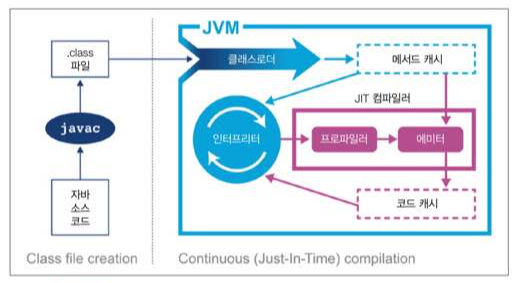 JVM
.class
파일
클래스로더
메서드 캐시
JIT 컴파일러
javac
인터프리터
프로파일러
에미터
자바
소스
코드
코드 캐시
Class file creation
Continuous (Just-In-Time) compilation